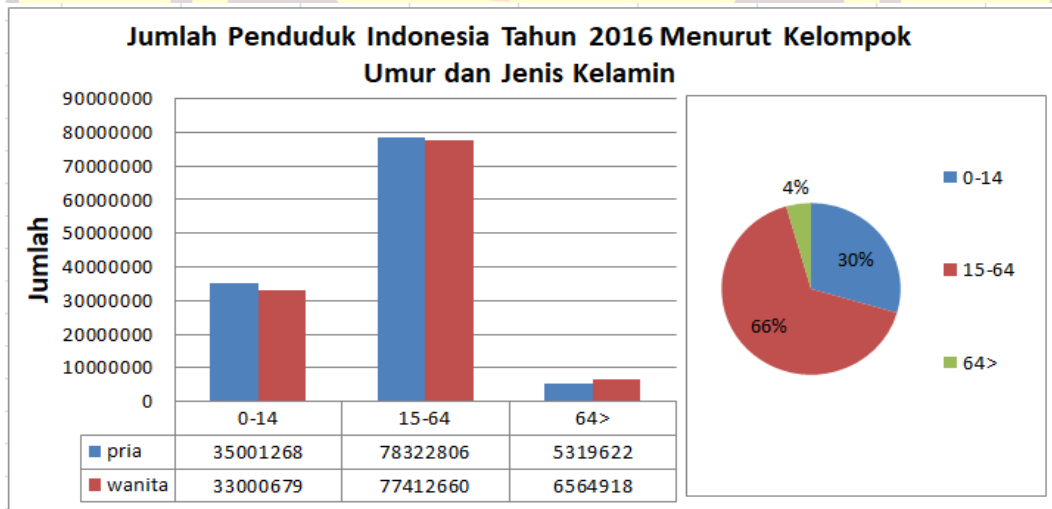 Jumlah Penduduk Indonesia Tahun 2016 Menurut Kelompok
Umur dan Jenis Kelamin
Jumlah
90000000
80000000
70000000
60000000
50000000
40000000
30000000
20000000
10000000
0
0-14 15-64 64>
pria 35001268 78322806 5319622
wanita 33000679 77412660 6564918
4%
30%
66%
0-14
15-64
64>